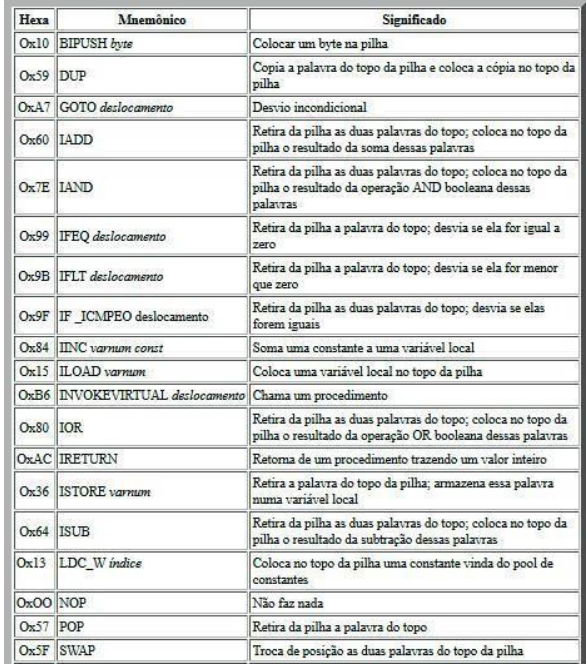 Hexa Mnemônico Significado
Ox10 BIPUSH byte Colocar um byte na pilha
Ox59 DUP Copia a palavra do topo da pilha e coloca a cópia no topo da
pilha
OxA7 GOTO deslocamento Desvio incondicional
Ox60 IADD Retira da pilha as duas palavras do topo; coloca no topo da
pilha o resultado da soma dessas palavras
Ox7E IAND Retira da pilha as duas palavras do topo; coloca no topo da
pilha o resultado da operação AND booleana dessas
palavras
Ox99 IFEQ deslocamento Retira da pilha a palavra do topo; desvia se ela for igual a
zero
Ox9B IFLT deslocamento Retira da pilha a palavra do topo; desvia se ela for menor
que zero
Ox9F IF _ICMPEO deslocamento Retira da pilha as duas palavras do topo; desvia se elas
forem iguais
Ox84 IINC varnum const Soma uma constante a uma variável local
Ox15 ILOAD varnum Coloca uma variável local no topo da pilha
OxB6 INVOKEVIRTUAL deslocamento Chama um procedimento
Ox80 IOR Retira da pilha as duas palavras do topo; coloca no topo da
pilha o resultado da operação OR booleana dessas palavras
OxAC IRETURN Retorna de um procedimento trazendo um valor inteiro
Ox36 ISTORE varnum Retira a palavra do topo da pilha; armazena essa palavra
numa variável local
Ox64 ISUB Retira da pilha as duas palavras do topo; coloca no topo da
pilha o resultado da subtração dessas palavras
Ox13 LDC_W índice Coloca no topo da pilha uma constante vinda do pool de
constantes
OxOO NOP Não faz nada
Ox57 POP Retira da pilha a palavra do topo
Ox5F SWAP Troca de posição as duas palavras do topo da pilha